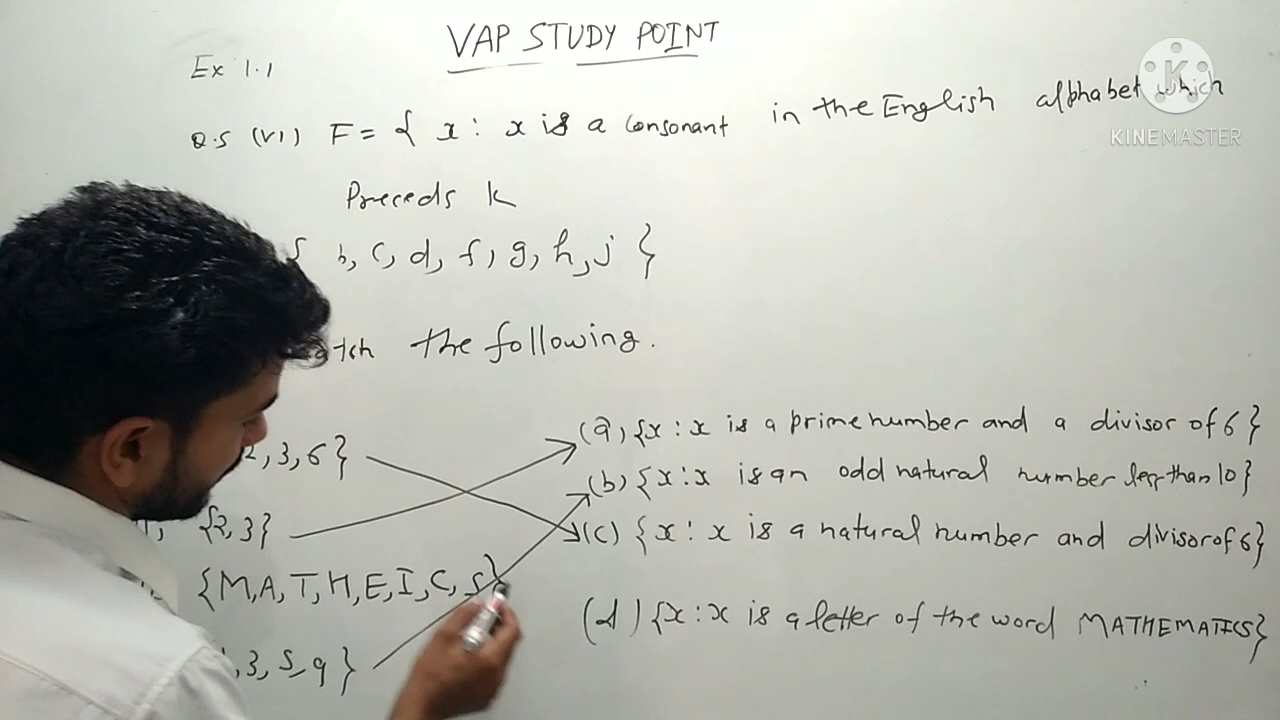 VAP STUDY POINT
Ex 1.1
Q.5 (VI) F = { x : x is a consonant in the English alphabet which
Preceds k
b, c, d, f, g, h, j }
atch the following.
2, 3, 6 }
(a) {x : x is a prime number and a divisor of 6 }
(b) {x : x is an odd natural number less than 10 }
{2, 3}
(c) { x : x is a natural number and divisor of 6}
{M, A, T, H, E, I, C, S}
(d) {x : x is a letter of the word MATHEMATICS}
, 3, 5, 9 }
K
KINEMASTER